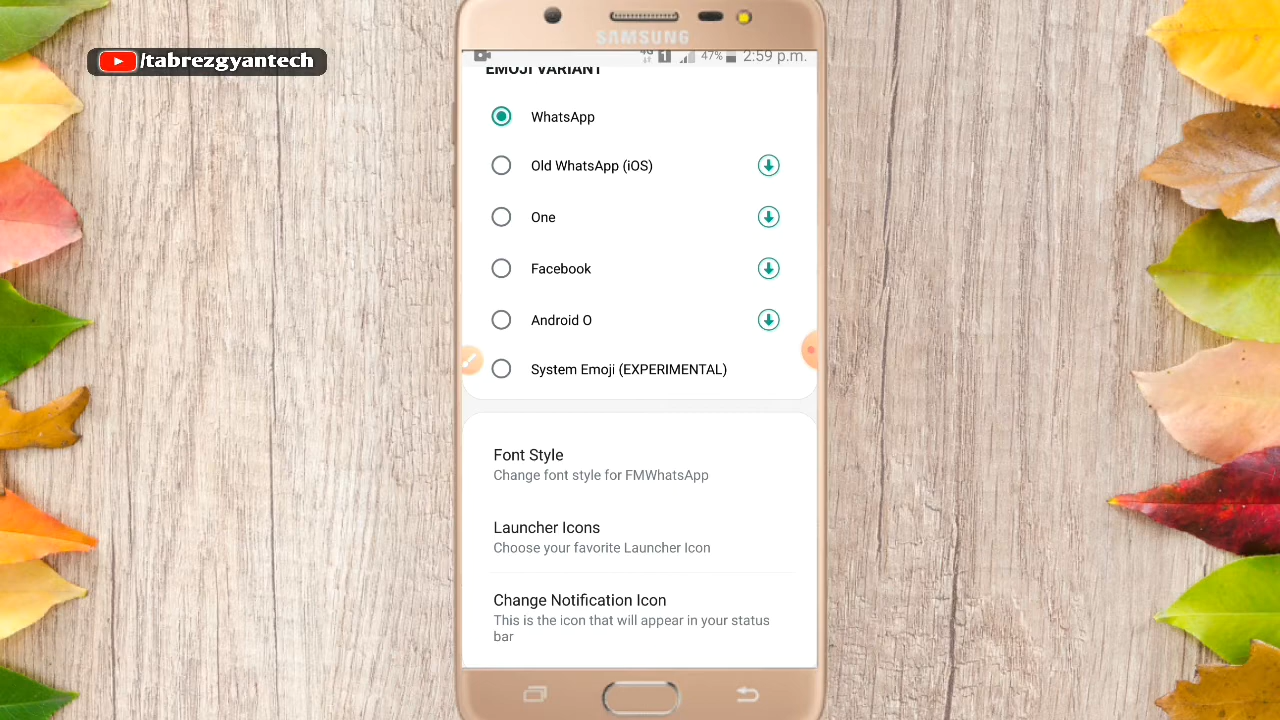 /tabrezgyantech
SAMSUNG
4G 1 47% 2:59 p.m.
EMOJI VARIANT
WhatsApp
Old WhatsApp (iOS)
One
Facebook
Android O
System Emoji (EXPERIMENTAL)
Font Style
Change font style for FMWhatsApp
Launcher Icons
Choose your favorite Launcher Icon
Change Notification Icon
This is the icon that will appear in your status
bar